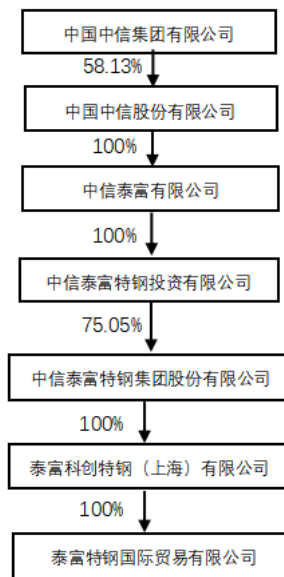 中国中信集团有限公司
58.13%
中国中信股份有限公司
100%
中信泰富有限公司
100%
中信泰富特钢投资有限公司
75.05%
中信泰富特钢集团股份有限公司
100%
泰富科创特钢（上海）有限公司
100%
泰富特钢国际贸易有限公司